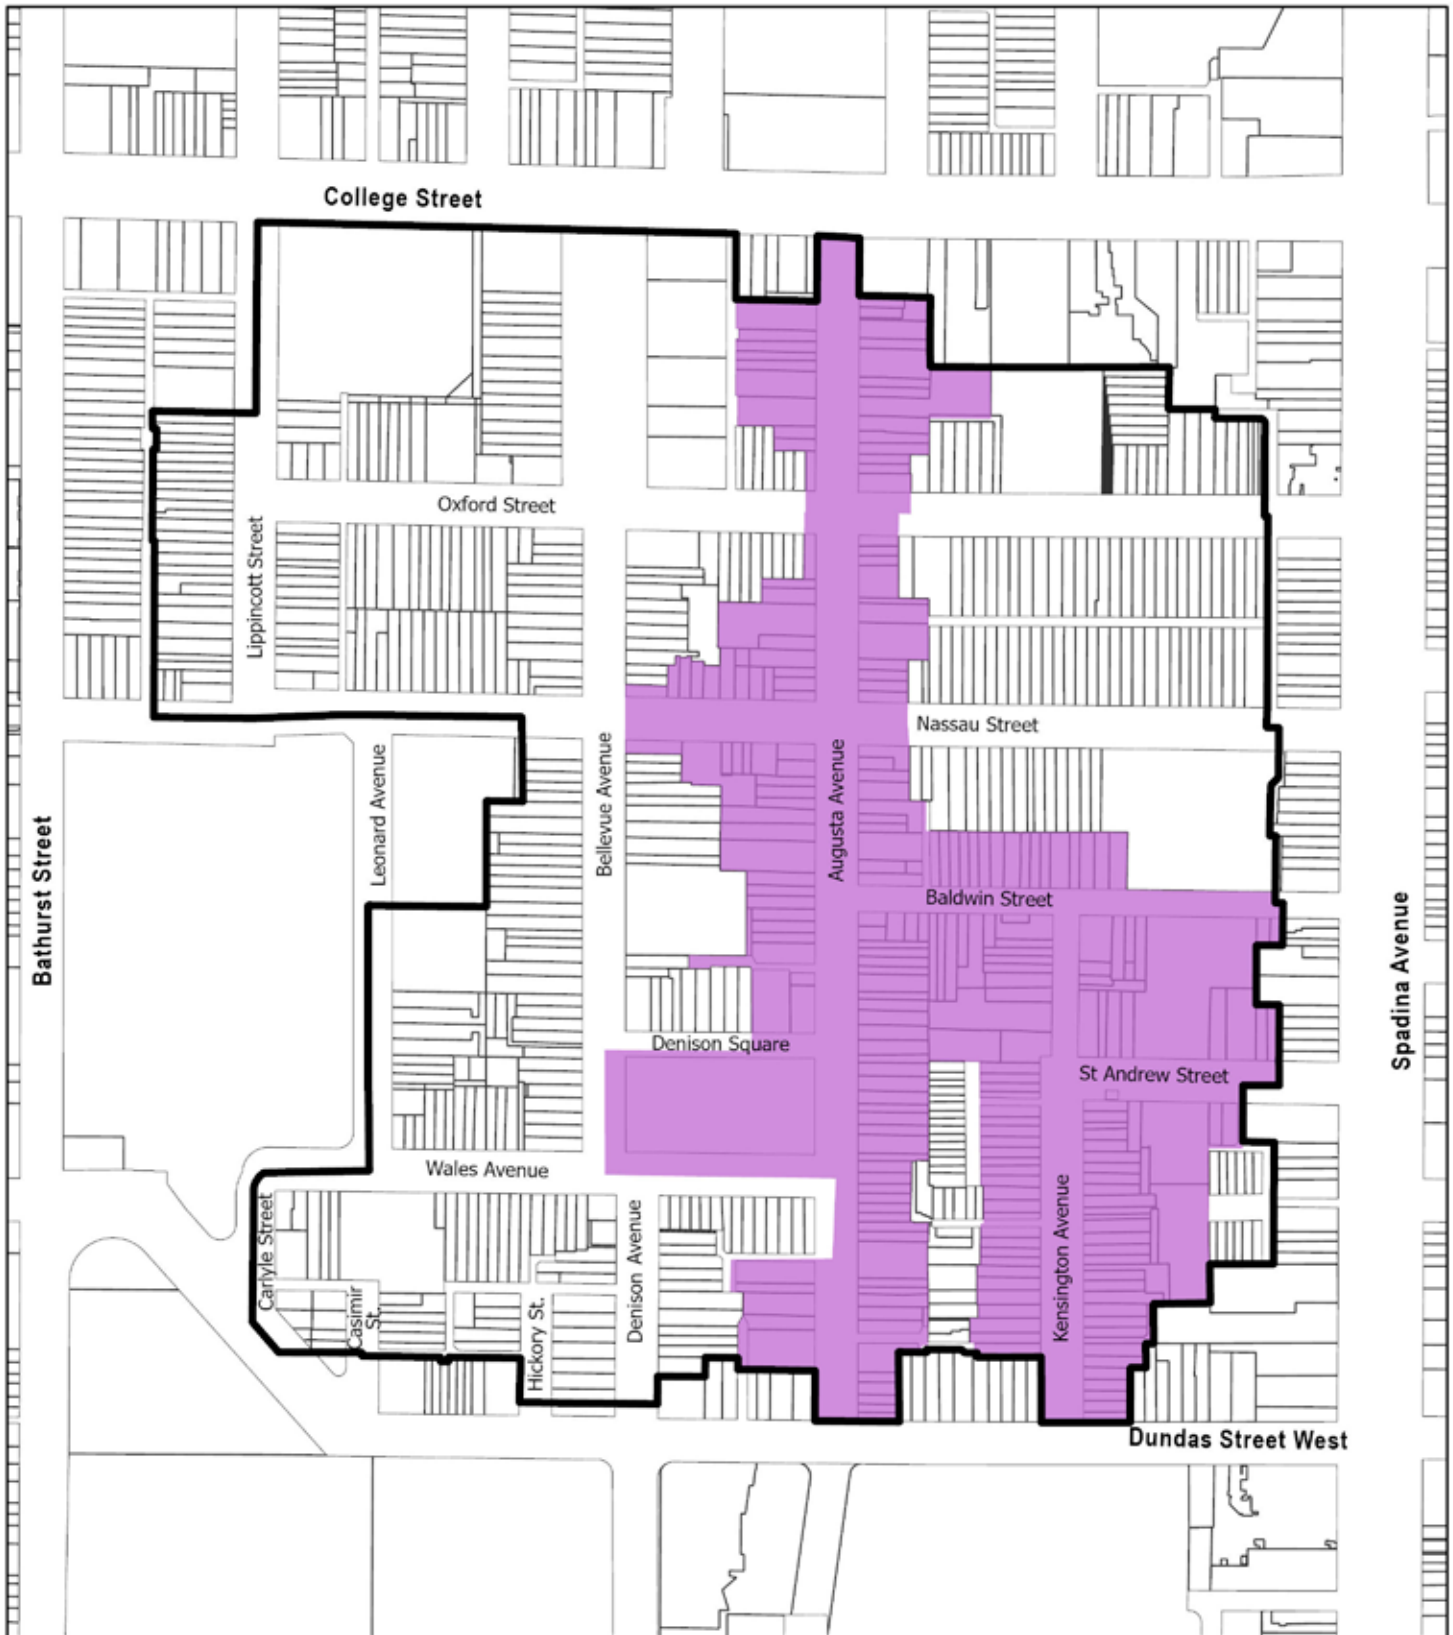 College Street
Oxford Street
Lippincott Street
Nassau Street
Leonard Avenue
Bellevue Avenue
Augusta Avenue
Bathurst Street
Baldwin Street
Spadina Avenue
Denison Square
St Andrew Street
Wales Avenue
Carlyle Street
Casimir
St.
Hickory St.
Denison Avenue
Kensington Avenue
Dundas Street West